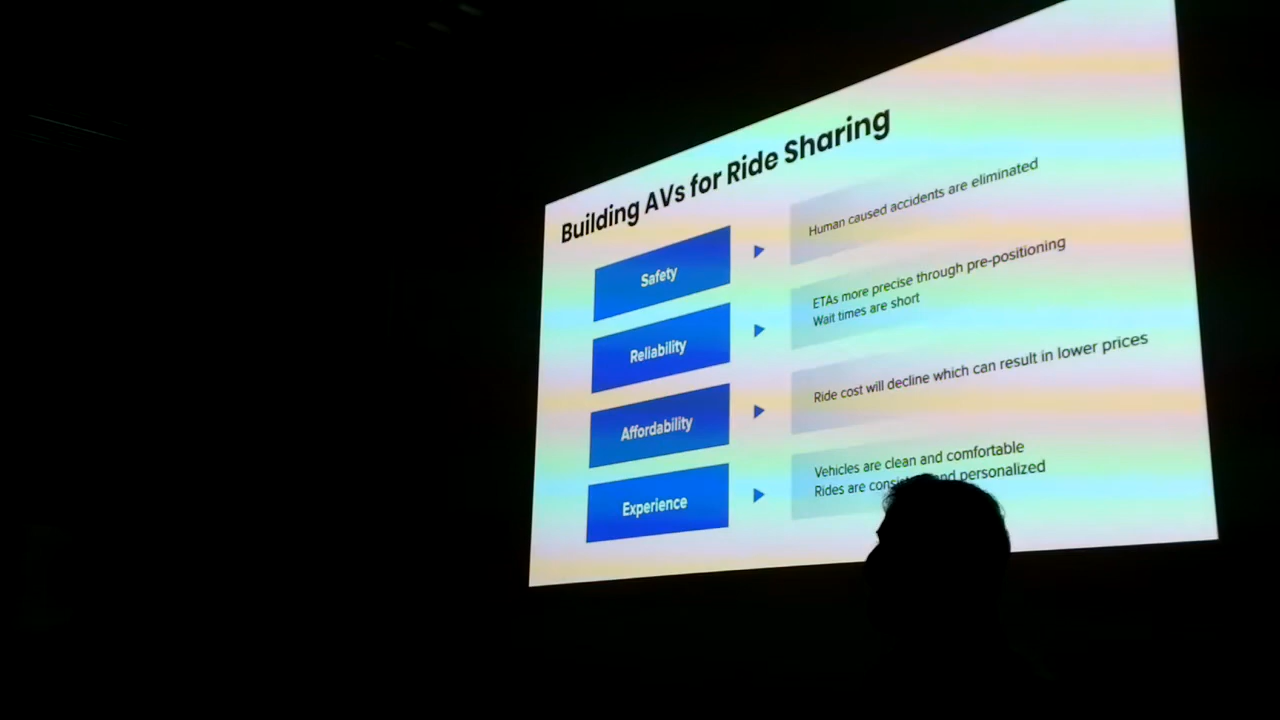 Building AVs for Ride Sharing
Safety
Human caused accidents are eliminated
Reliability
ETAs more precise through pre-positioning
Wait times are short
Affordability
Ride cost will decline which can result in lower prices
Experience
Vehicles are clean and comfortable
Rides are and personalized